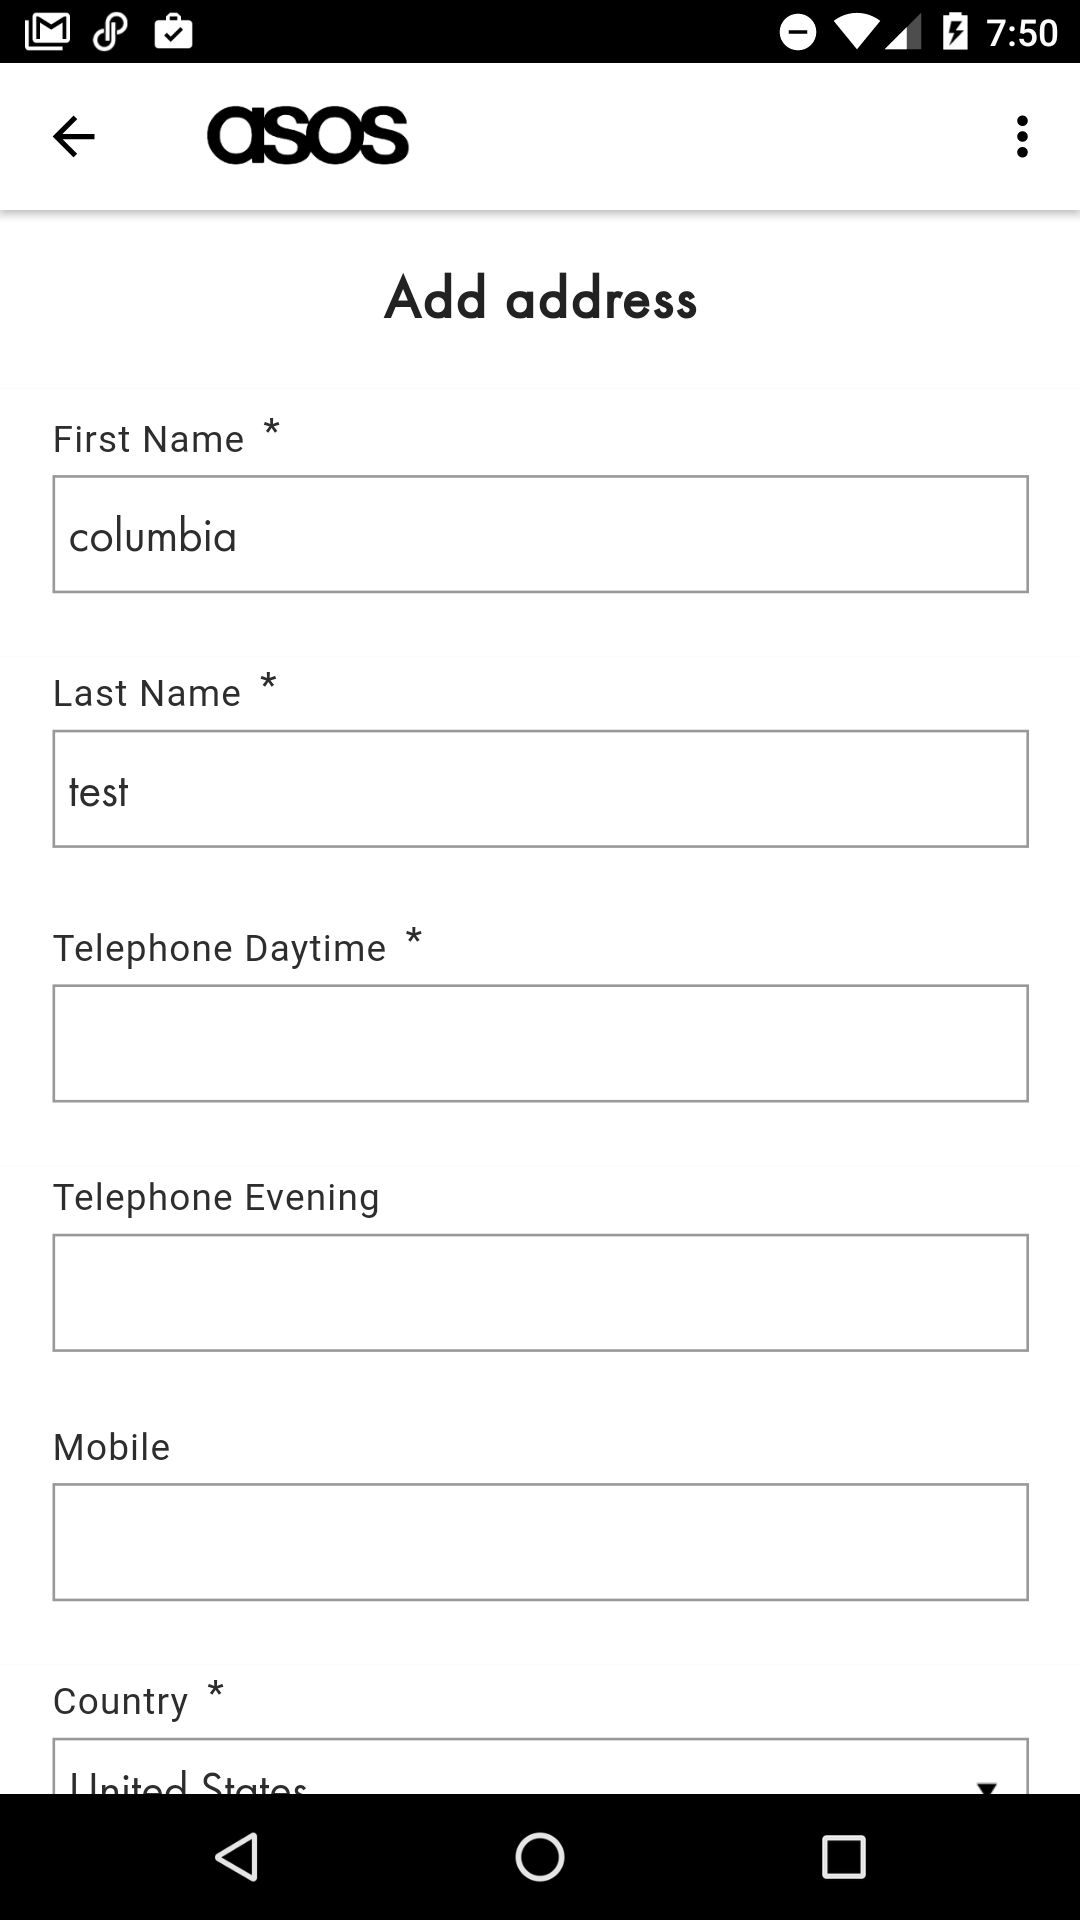 7:50
asos
Add address
First Name *
columbia
Last Name *
test
Telephone Daytime *
Telephone Evening
Mobile
Country *
United States